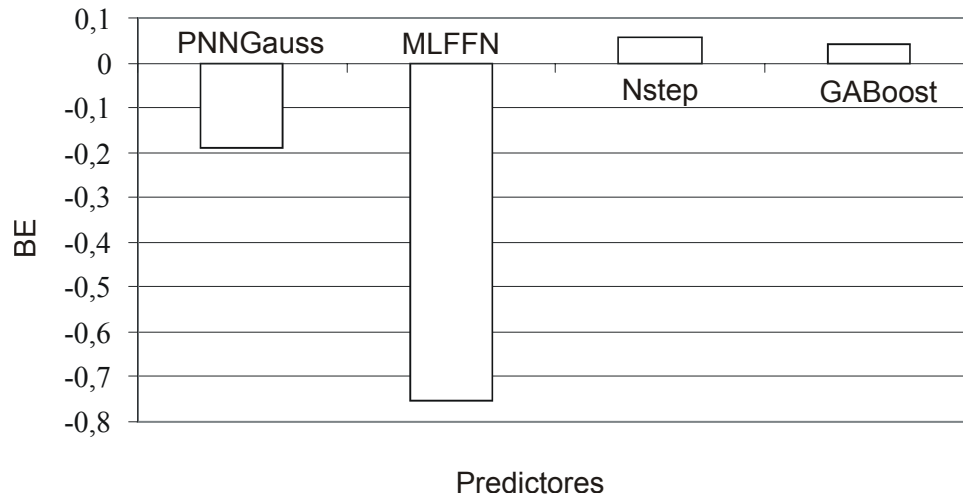 0,1
PNNGauss
MLFFN
0
Nstep
GABoost
-0,1
-0,2
-0,3
-0,4
-0,5
-0,6
-0,7
-0,8
BE
Predictores